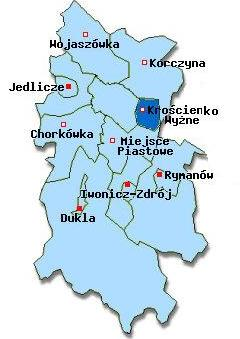 Wojaszówka
Korczyna
Jedlicze
Krościenko
Wyżne
Chorkówka
Miejsce
Piastowe
Rymanów
Iwonicz-Zdrój
Dukla